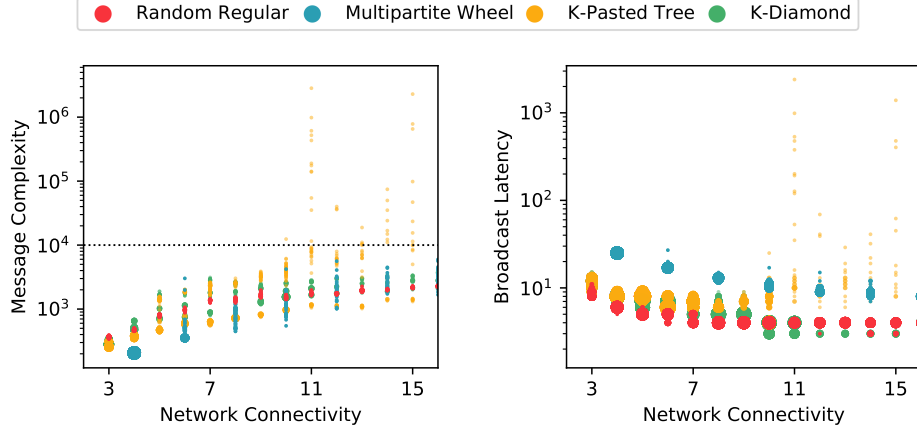 Random Regular Multipartite Wheel K-Pasted Tree K-Diamond
Message Complexity
10^6
10^5
10^4
10^3
3 7 11 15
Network Connectivity
Broadcast Latency
10^3
10^2
10^1
3 7 11 15
Network Connectivity